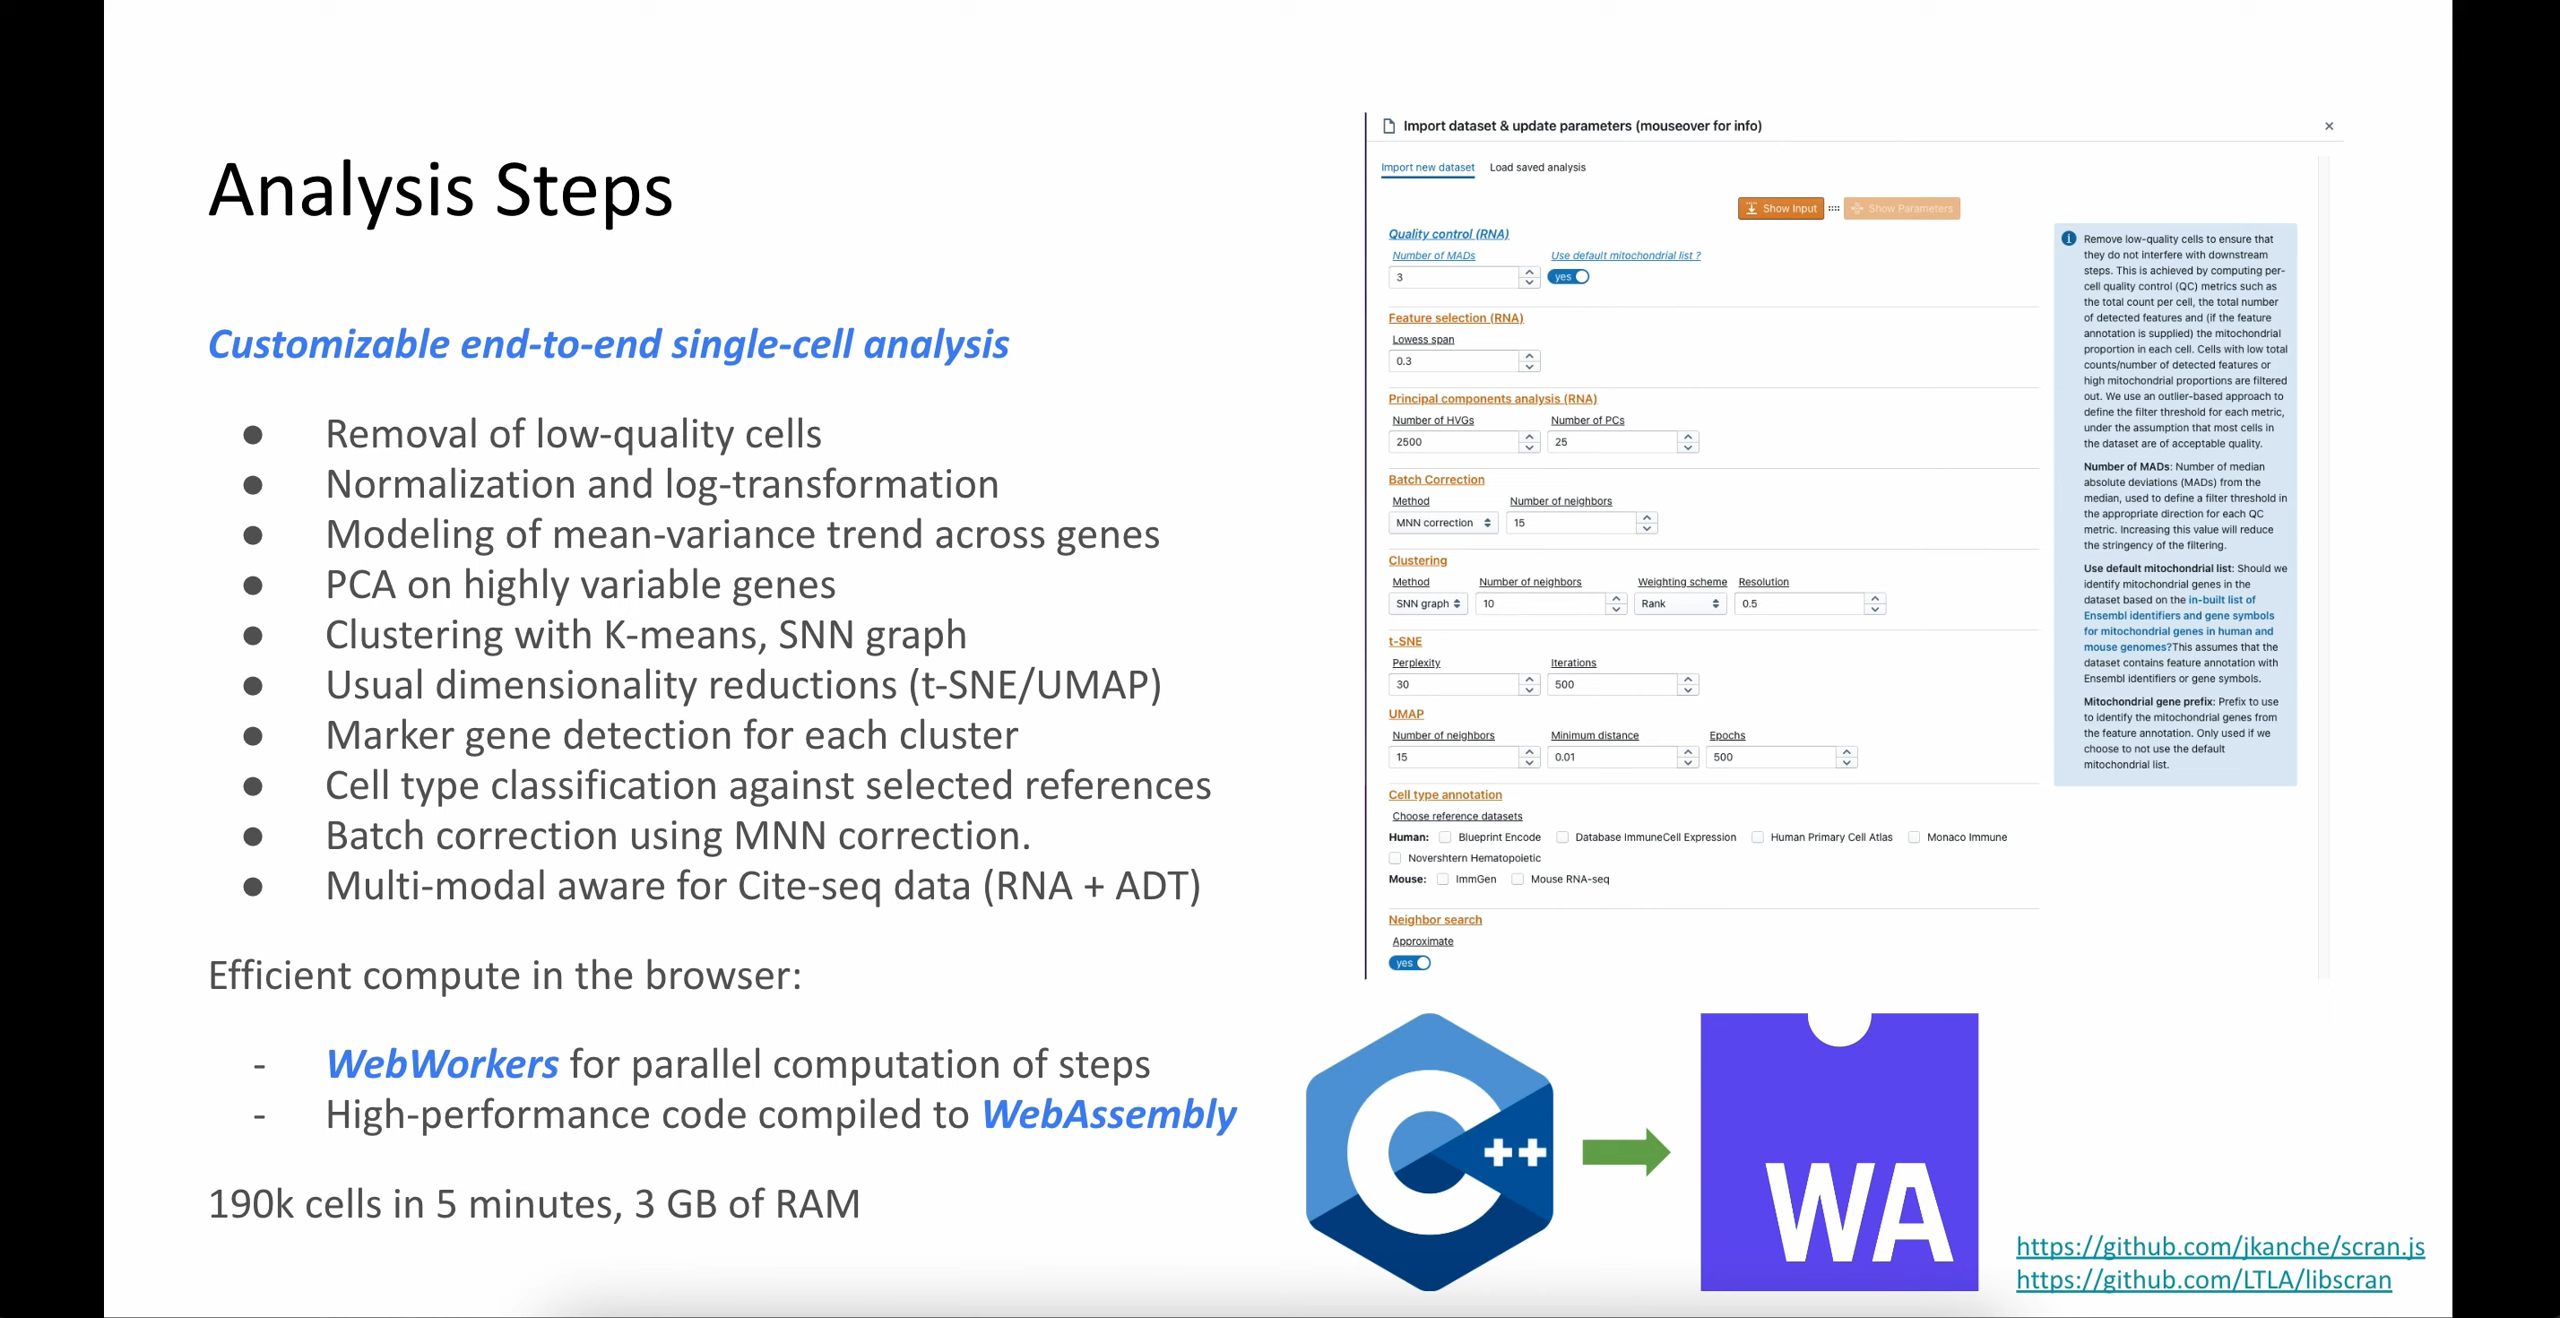 Analysis Steps
Customizable end-to-end single-cell analysis
● Removal of low-quality cells
● Normalization and log-transformation
● Modeling of mean-variance trend across genes
● PCA on highly variable genes
● Clustering with K-means, SNN graph
● Usual dimensionality reductions (t-SNE/UMAP)
● Marker gene detection for each cluster
● Cell type classification against selected references
● Batch correction using MNN correction.
● Multi-modal aware for Cite-seq data (RNA + ADT)
Efficient compute in the browser:
- WebWorkers for parallel computation of steps
- High-performance code compiled to WebAssembly
190k cells in 5 minutes, 3 GB of RAM
Import dataset & update parameters (mouseover for info)
Import new dataset Load saved analysis
Show Input Show Parameters
Quality control (RNA)
Number of MADs Use default mitochondrial list ?
3 yes
Feature selection (RNA)
Lowess span
0.3
Principal components analysis (RNA)
Number of HVGs Number of PCs
2500 25
Batch Correction
Method Number of neighbors
MNN correction 15
Clustering
Method Number of neighbors Weighting scheme Resolution
SNN graph 10 Rank 0.5
t-SNE
Perplexity Iterations
30 500
UMAP
Number of neighbors Minimum distance Epochs
15 0.01 500
Cell type annotation
Choose reference datasets
Human: Blueprint Encode Database ImmuneCell Expression Human Primary Cell Atlas Monaco Immune
Novershtern Hematopoietic
Mouse: ImmGen Mouse RNA-seq
Neighbor search
Approximate
yes
Remove low-quality cells to ensure that
they do not interfere with downstream
steps. This is achieved by computing per-
cell quality control (QC) metrics such as
the total count per cell, the total number
of detected features and (if the feature
annotation is supplied) the mitochondrial
proportion in each cell. Cells with low total
counts/number of detected features or
high mitochondrial proportions are filtered
out. We use an outlier-based approach to
define the filter threshold for each metric,
under the assumption that most cells in
the dataset are of acceptable quality.
Number of MADs: Number of median
absolute deviations (MADs) from the
median, used to define a filter threshold in
the appropriate direction for each QC
metric. Increasing this value will reduce
the stringency of the filtering.
Use default mitochondrial list: Should we
identify mitochondrial genes in the
dataset based on the in-built list of
Ensembl identifiers and gene symbols
for mitochondrial genes in human and
mouse genomes?This assumes that the
dataset contains feature annotation with
Ensembl identifiers or gene symbols.
Mitochondrial gene prefix: Prefix to use
to identify the mitochondrial genes from
the feature annotation. Only used if we
choose to not use the default
mitochondrial list.
C++
WA
https://github.com/jkanche/scran.js
https://github.com/LTLA/libscran